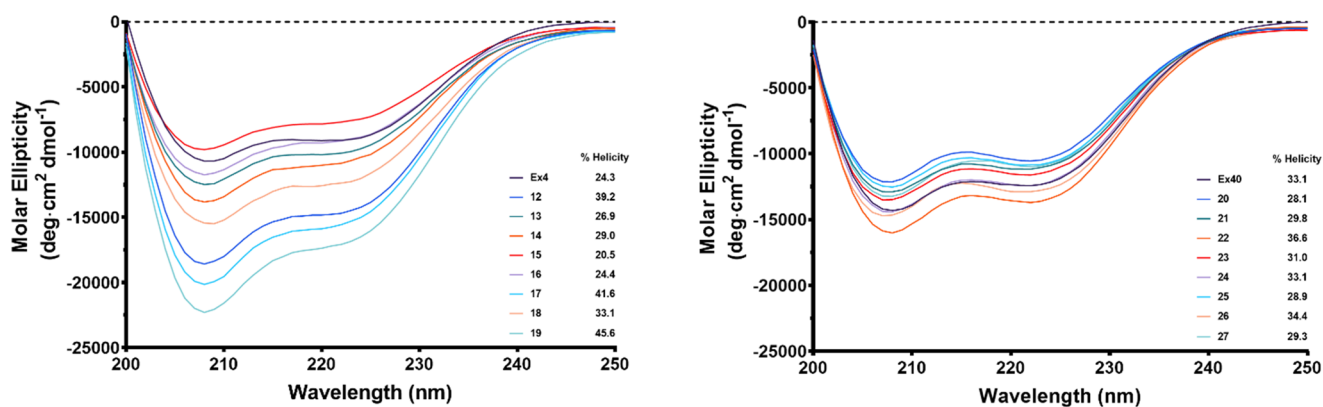 0
-5000
-10000
-15000
-20000
-25000
Molar Ellipticity
(deg·cm² dmol⁻¹)
% Helicity
Ex4 24.3
12 39.2
13 26.9
14 29.0
15 20.5
16 24.4
17 41.6
18 33.1
19 45.6
200 210 220 230 240 250
Wavelength (nm)
0
-5000
-10000
-15000
-20000
-25000
Molar Ellipticity
(deg·cm² dmol⁻¹)
% Helicity
Ex40 33.1
20 28.1
21 29.8
22 36.6
23 31.0
24 33.1
25 28.9
26 34.4
27 29.3
200 210 220 230 240 250
Wavelength (nm)